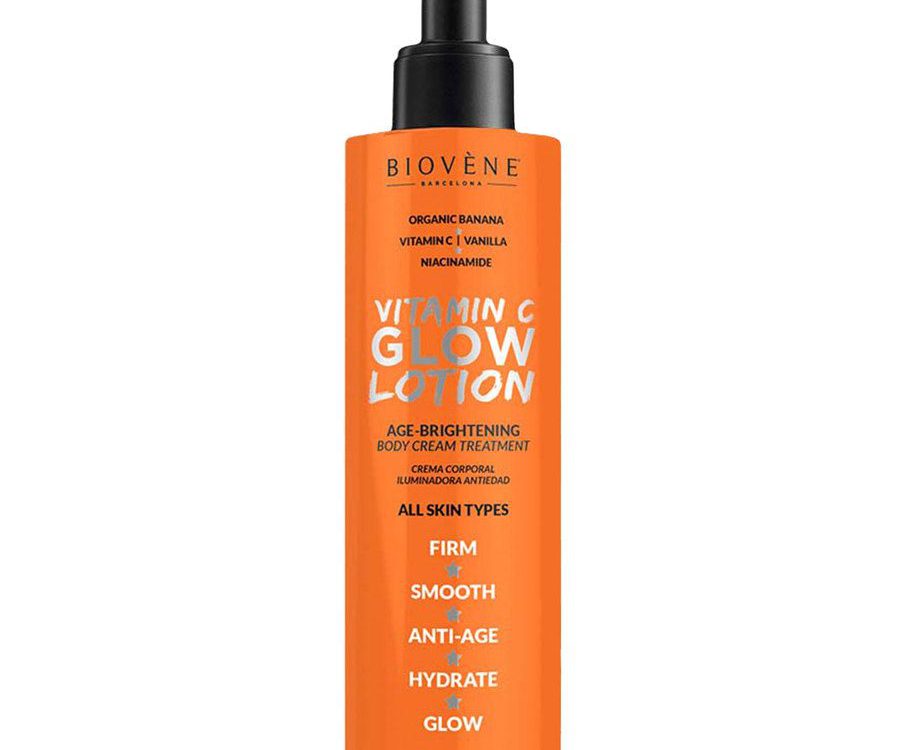 BIOVÈNE
BARCELONA
ORGANIC BANANA
VITAMIN C | VANILLA
NIACINAMIDE
VITAMIN C
GLOW
LOTION
AGE-BRIGHTENING
BODY CREAM TREATMENT
CREMA CORPORAL
ILUMINADORA ANTIEDAD
ALL SKIN TYPES
FIRM
SMOOTH
ANTI-AGE
HYDRATE
GLOW